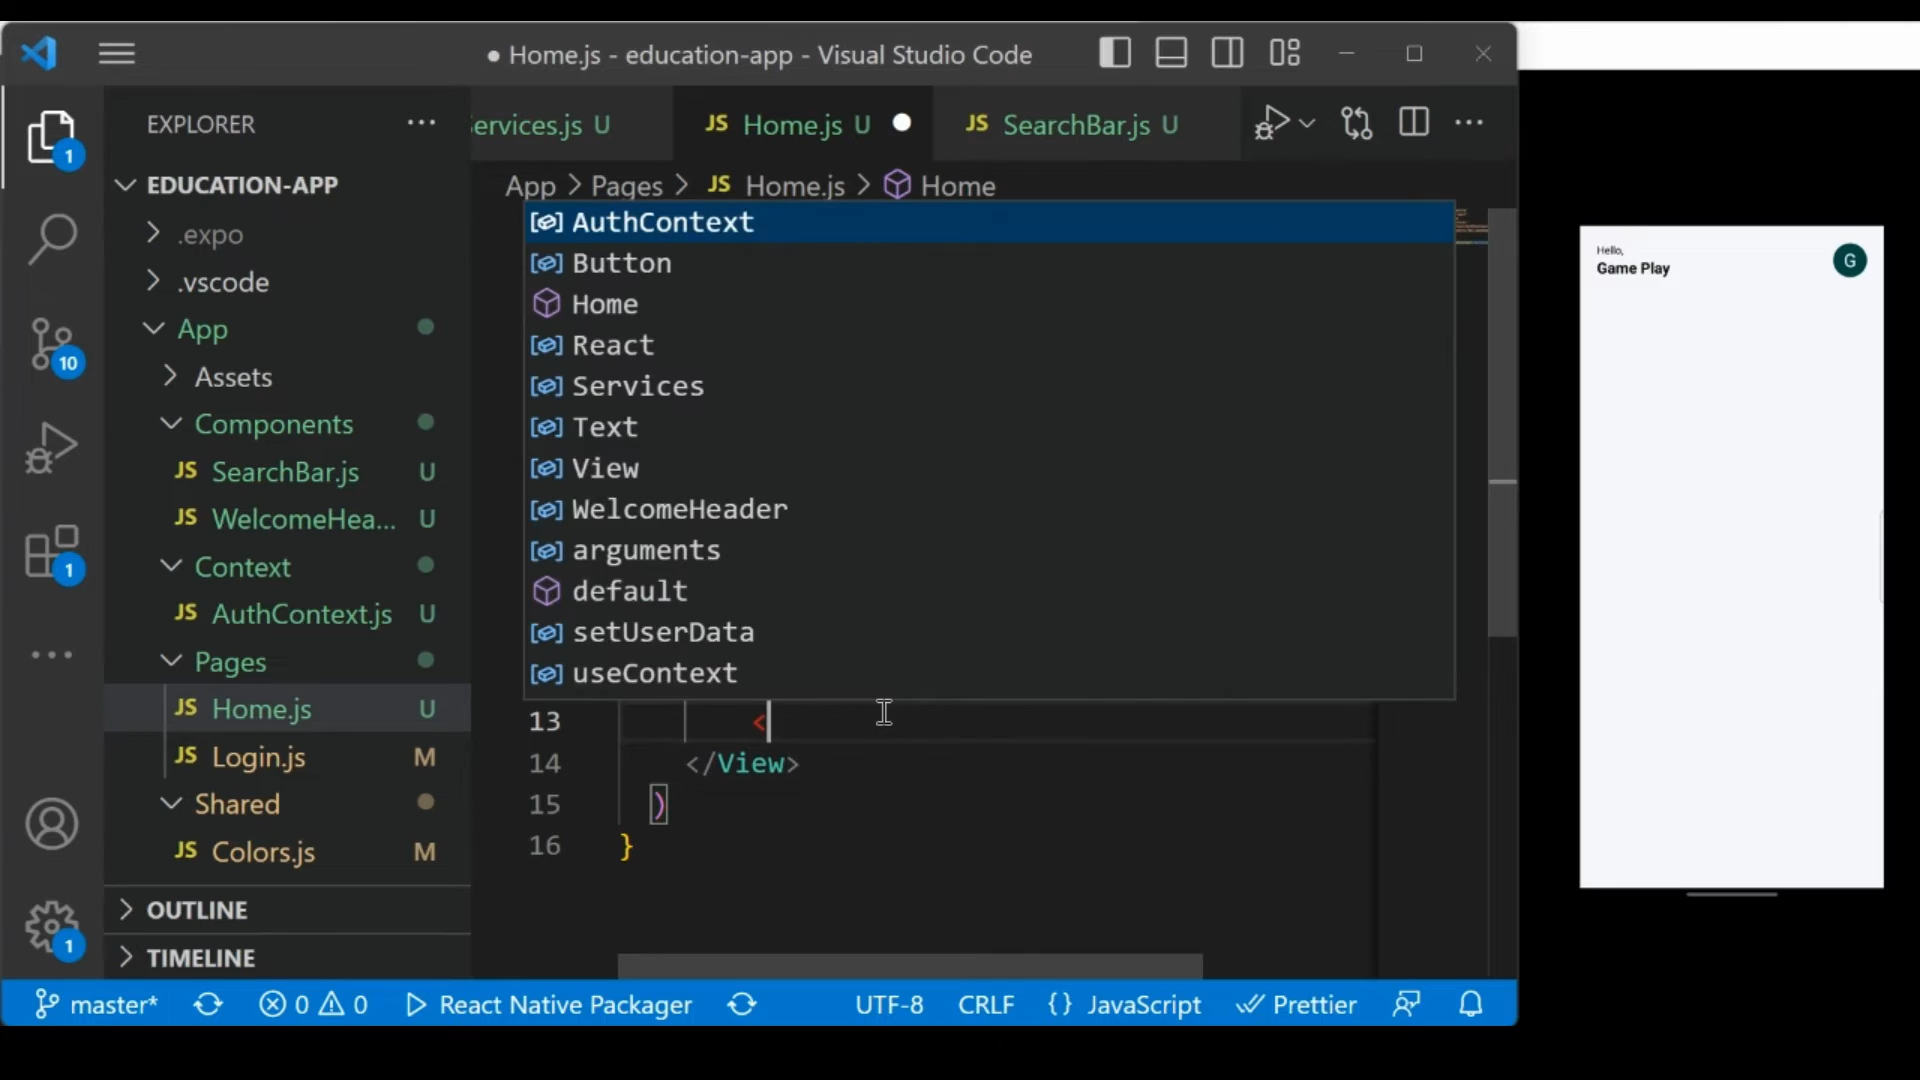 ● Home.js - education-app - Visual Studio Code
EXPLORER
ervices.js U
JS Home.js U
JS SearchBar.js U
App > Pages > JS Home.js > Home
EDUCATION-APP
.expo
.vscode
App
Assets
Components
JS SearchBar.js U
JS WelcomeHea... U
Context
JS AuthContext.js U
Pages
JS Home.js U
JS Login.js M
Shared
JS Colors.js M
OUTLINE
TIMELINE
1
10
1
1
AuthContext
Button
Home
React
Services
Text
View
WelcomeHeader
arguments
default
setUserData
useContext
13 <
14 </View>
15 )
16 }
master* 0 0 React Native Packager UTF-8 CRLF {} JavaScript Prettier
Hello,
Game Play
G